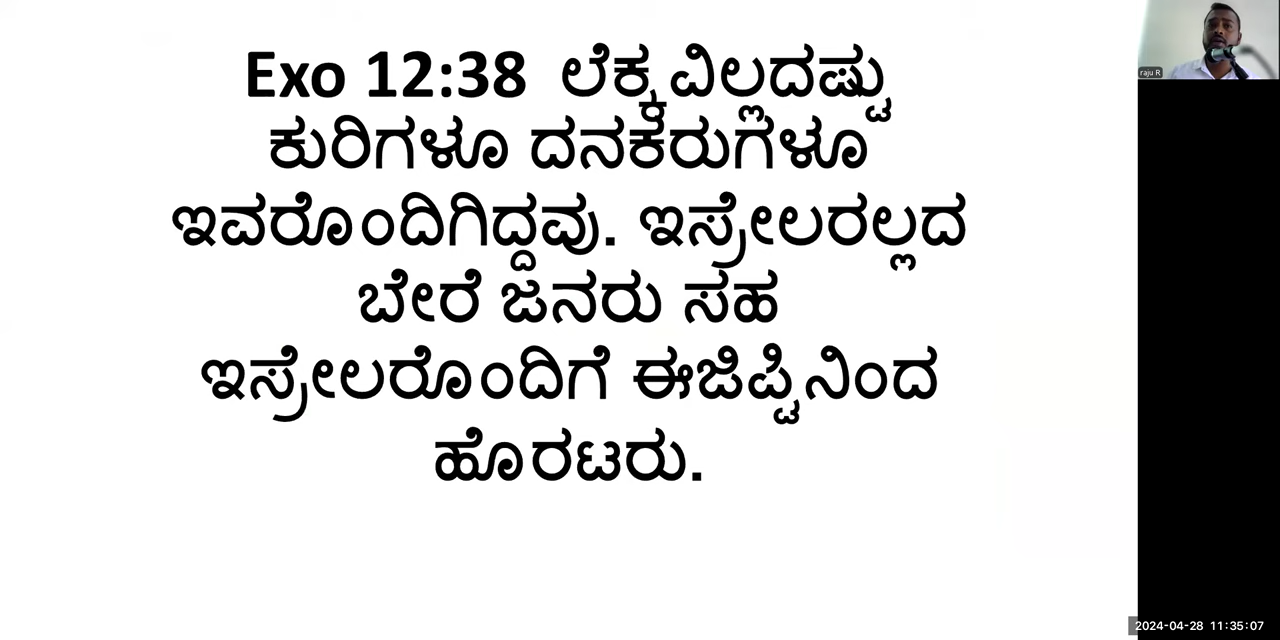 Exo 12:38 ಲೆಕ್ಕವಿಲ್ಲದಷ್ಟು
ಕುರಿಗಳೂ ದನಕರುಗಳೂ
ಇವರೊಂದಿಗಿದ್ದವು. ಇಸ್ರೇಲರಲ್ಲದ
ಬೇರೆ ಜನರು ಸಹ
ಇಸ್ರೇಲರೊಂದಿಗೆ ಈಜಿಪ್ಟಿನಿಂದ
ಹೊರಟರು.
raju R
2024-04-28 11:35:07